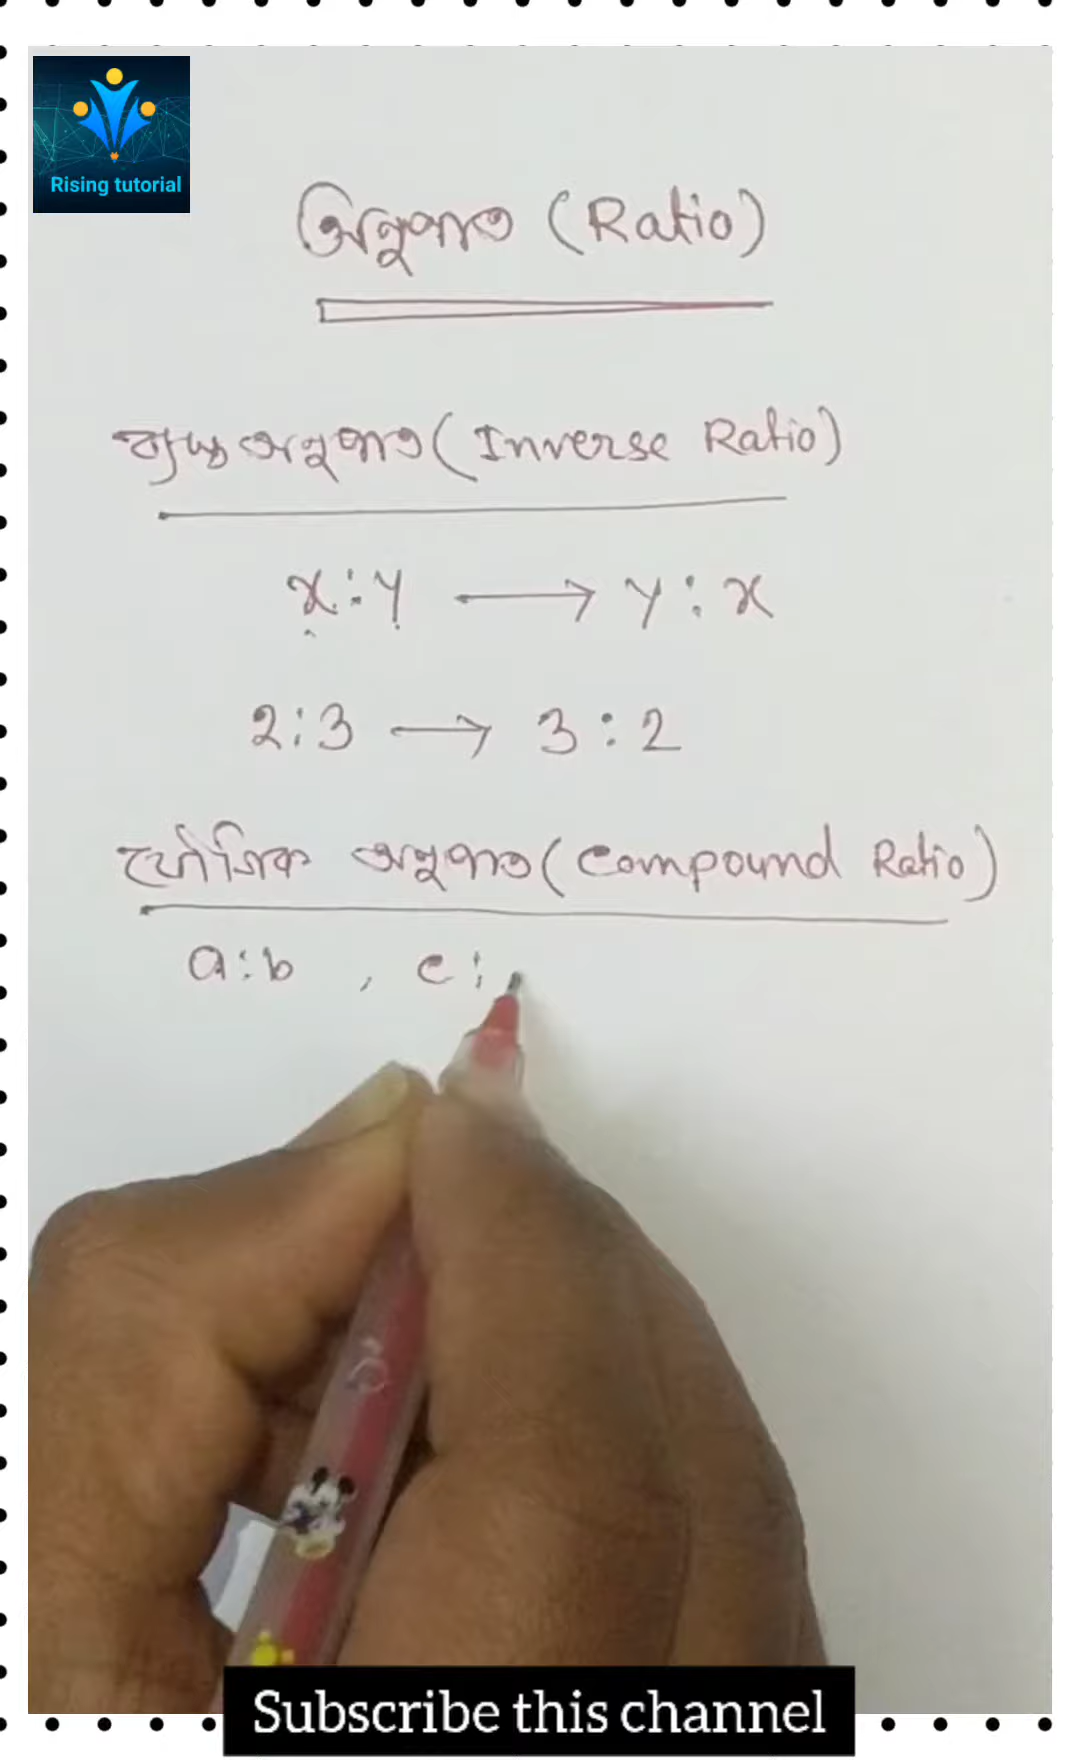 Rising tutorial
অনুপাত (Ratio)
ব্যস্ত অনুপাত (Inverse Ratio)
x : y ⟶ y : x
2 : 3 ⟶ 3 : 2
যৌগিক অনুপাত (Compound Ratio)
a : b , c :
Subscribe this channel